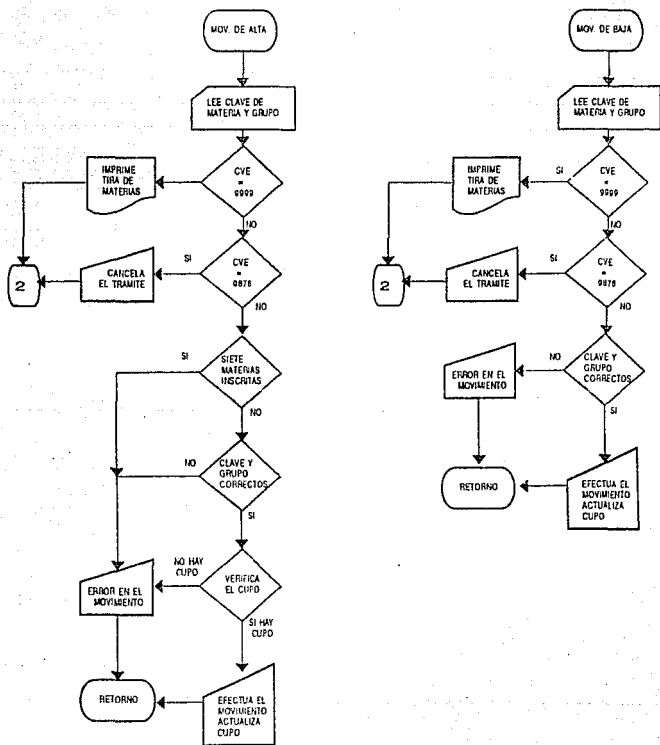 MOV. DE ALTA
LEE CLAVE DE
MATERIA Y GRUPO
CVE
=
9999
IMPRIME
TIRA DE
MATERIAS
NO
CVE
=
9876
SI
CANCELA
EL TRAMITE
2
NO
SIETE
MATERIAS
INSCRITAS
SI
NO
CLAVE Y
GRUPO
CORRECTOS
NO
SI
VERIFICA
EL CUPO
NO HAY
CUPO
ERROR EN EL
MOVIMIENTO
SI HAY
CUPO
RETORNO
EFECTUA EL
MOVIMIENTO
ACTUALIZA
CUPO
MOV. DE BAJA
LEE CLAVE DE
MATERIA Y GRUPO
CVE
=
9999
SI
IMPRIME
TIRA DE
MATERIAS
NO
CVE
=
9876
SI
CANCELA
EL TRAMITE
2
NO
CLAVE Y
GRUPO
CORRECTOS
NO
ERROR EN EL
MOVIMIENTO
SI
RETORNO
EFECTUA EL
MOVIMIENTO
ACTUALIZA
CUPO